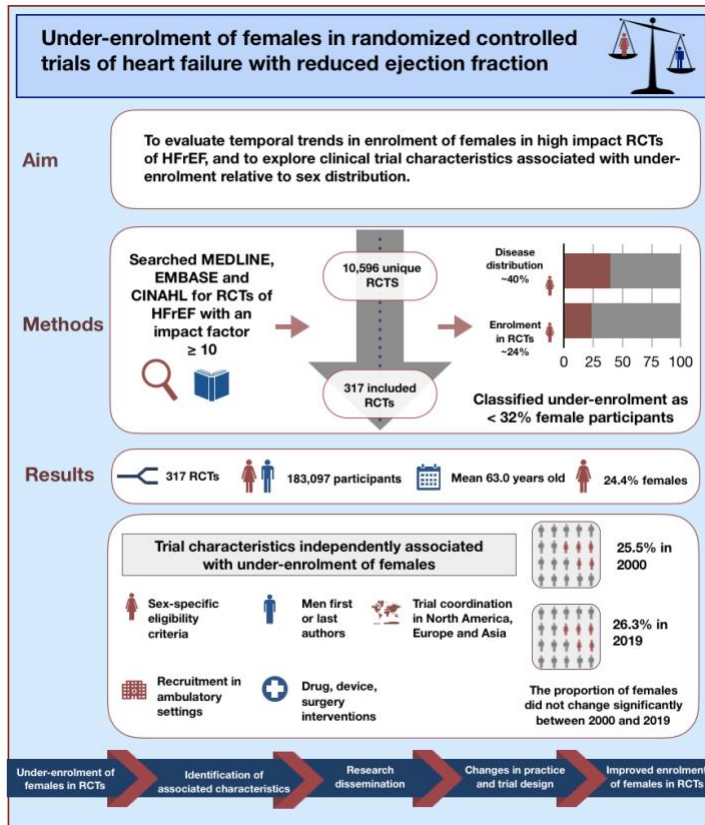 Under-enrolment of females in randomized controlled
trials of heart failure with reduced ejection fraction
Aim
To evaluate temporal trends in enrolment of females in high impact RCTs
of HFrEF, and to explore clinical trial characteristics associated with under-
enrolment relative to sex distribution.
Methods
Searched MEDLINE,
EMBASE and
CINAHL for RCTs of
HFrEF with an
impact factor
≥ 10
10,596 unique
RCTS
317 included
RCTs
Disease
distribution
~40%
Enrolment
in RCTs
~24%
0 25 50 75 100
Classified under-enrolment as
< 32% female participants
Results
317 RCTs
183,097 participants
Mean 63.0 years old
24.4% females
Trial characteristics independently associated
with under-enrolment of females
Sex-specific
eligibility
criteria
Men first
or last
authors
Trial coordination
in North America,
Europe and Asia
Recruitment in
ambulatory
settings
Drug, device,
surgery
interventions
25.5% in
2000
26.3% in
2019
The proportion of females
did not change significantly
between 2000 and 2019
Under-enrolment of
females in RCTs
Identification of
associated characteristics
Research
dissemination
Changes in practice
and trial design
Improved enrolment
of females in RCTs